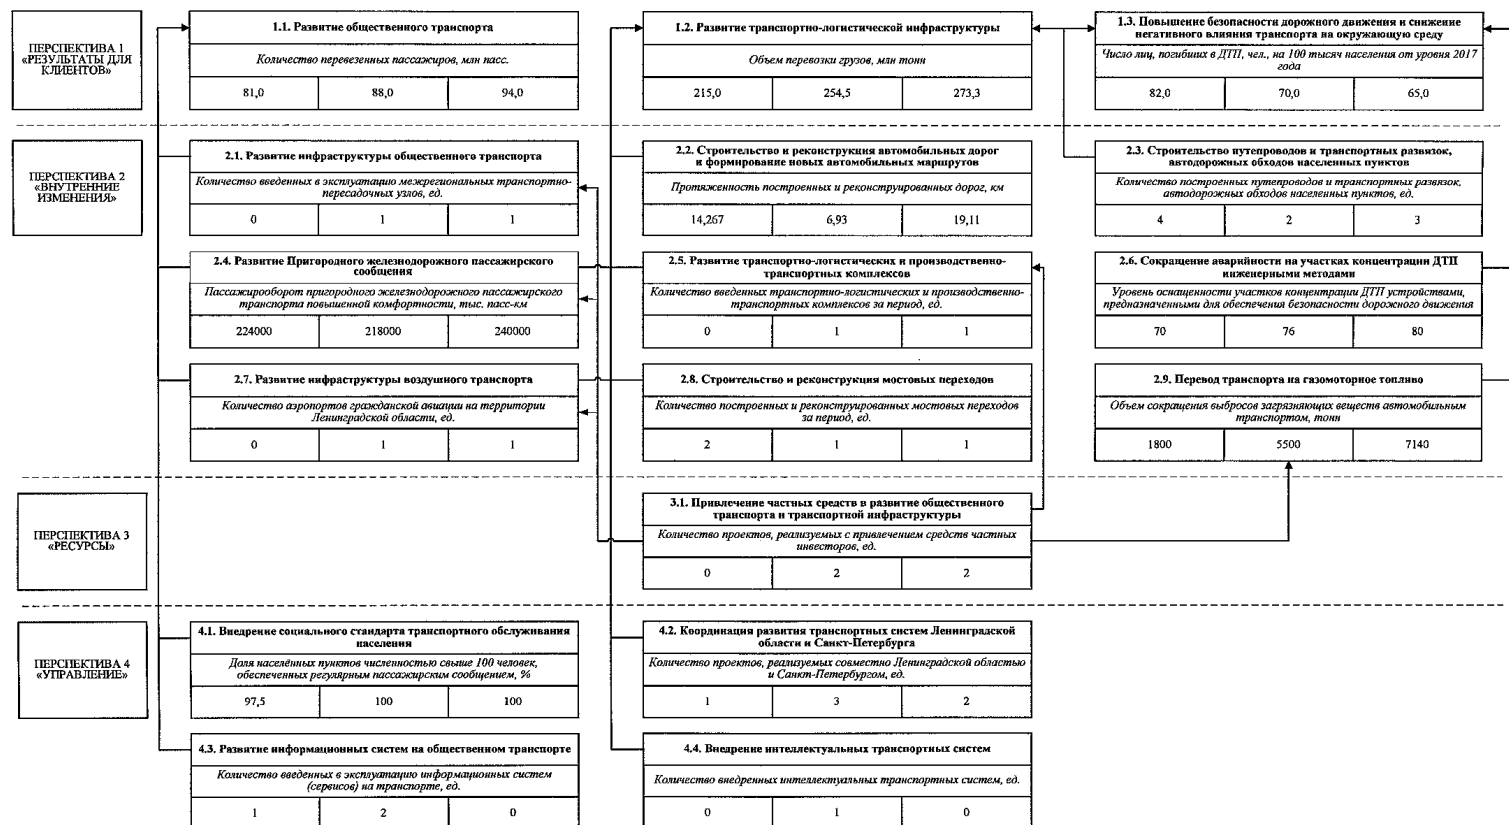 ПЕРСПЕКТИВА 1
«РЕЗУЛЬТАТЫ ДЛЯ
КЛИЕНТОВ»
1.1. Развитие общественного транспорта
Количество перевезенных пассажиров, млн пасс.
81,0 88,0 94,0
1.2. Развитие транспортно-логистической инфраструктуры
Объем перевозки грузов, млн тонн
215,0 254,5 273,3
1.3. Повышение безопасности дорожного движения и снижение
негативного влияния транспорта на окружающую среду
Число лиц, погибших в ДТП, чел., на 100 тысяч населения от уровня 2017
года
82,0 70,0 65,0
ПЕРСПЕКТИВА 2
«ВНУТРЕННИЕ
ИЗМЕНЕНИЯ»
2.1. Развитие инфраструктуры общественного транспорта
Количество введенных в эксплуатацию межрегиональных транспортно-
пересадочных узлов, ед.
0 1 1
2.2. Строительство и реконструкция автомобильных дорог
и формирование новых автомобильных маршрутов
Протяженность построенных и реконструированных дорог, км
14,267 6,93 19,11
2.3. Строительство путепроводов и транспортных развязок,
автодорожных обходов населенных пунктов
Количество построенных путепроводов и транспортных развязок,
автодорожных обходов населенных пунктов, ед.
4 2 3
2.4. Развитие Пригородного железнодорожного пассажирского
сообщения
Пассажирооборот пригородного железнодорожного пассажирского
транспорта повышенной комфортности, тыс. пасс-км
224000 218000 240000
2.5. Развитие транспортно-логистических и производственно-
транспортных комплексов
Количество введенных транспортно-логистических и производственно-
транспортных комплексов за период, ед.
0 1 1
2.6. Сокращение аварийности на участках концентрации ДТП
инженерными методами
Уровень оснащенности участков концентрации ДТП устройствами,
предназначенными для обеспечения безопасности дорожного движения
70 76 80
2.7. Развитие инфраструктуры воздушного транспорта
Количество аэропортов гражданской авиации на территории
Ленинградской области, ед.
0 1 1
2.8. Строительство и реконструкция мостовых переходов
Количество построенных и реконструированных мостовых переходов
за период, ед.
2 1 1
2.9. Перевод транспорта на газомоторное топливо
Объем сокращения выбросов загрязняющих веществ автомобильным
транспортом, тонн
1800 5500 7140
ПЕРСПЕКТИВА 3
«РЕСУРСЫ»
3.1. Привлечение частных средств в развитие общественного
транспорта и транспортной инфраструктуры
Количество проектов, реализуемых с привлечением средств частных
инвесторов, ед.
0 2 2
ПЕРСПЕКТИВА 4
«УПРАВЛЕНИЕ»
4.1. Внедрение социального стандарта транспортного обслуживания
населения
Доля населённых пунктов численностью свыше 100 человек,
обеспеченных регулярным пассажирским сообщением, %
97,5 100 100
4.2. Координация развития транспортных систем Ленинградской
области и Санкт-Петербурга
Количество проектов, реализуемых совместно Ленинградской областью
и Санкт-Петербургом, ед.
1 3 2
4.3. Развитие информационных систем на общественном транспорте
Количество введенных в эксплуатацию информационных систем
(сервисов) на транспорте, ед.
1 2 0
4.4. Внедрение интеллектуальных транспортных систем
Количество внедренных интеллектуальных транспортных систем, ед.
0 1 0